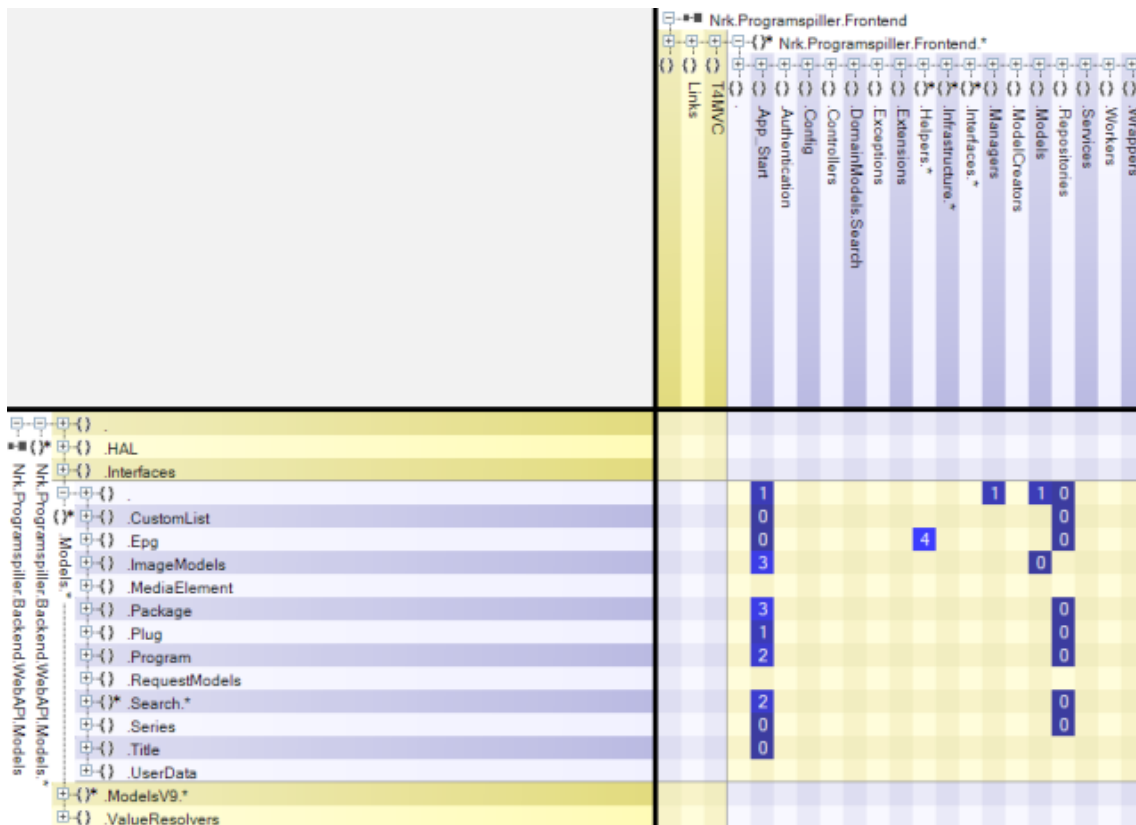 Nrk.Programspiller.Frontend
{}* Nrk.Programspiller.Frontend.*
{} {} {} {} {} {} {} {} {} {} {} {}* {}* {}* {} {} {} {} {} {} {}
Links
T4MVC
.
.App_Start
.Authentication
.Config
.Controllers
.DomainModels.Search
.Exceptions
.Extensions
.Helpers.*
.Infrastructure.*
.Interfaces.*
.Managers
.ModelCreators
.Models
.Repositories
.Services
.Workers
.Wrappers
Nrk.Programspiller.Backend.WebAPI.Models
{}* Nrk.Programspiller.Backend.WebAPI.Models.*
{} .
{} .HAL
{} .Interfaces
{}* .Models.*
{} . 1 1 1 0
{} .CustomList 0 0
{} .Epg 0 4 0
{} .ImageModels 3 0
{} .MediaElement
{} .Package 3 0
{} .Plug 1 0
{} .Program 2 0
{} .RequestModels
{}* .Search.* 2 0
{} .Series 0 0
{} .Title 0
{} .UserData
{}* .ModelsV9.*
{} .ValueResolvers